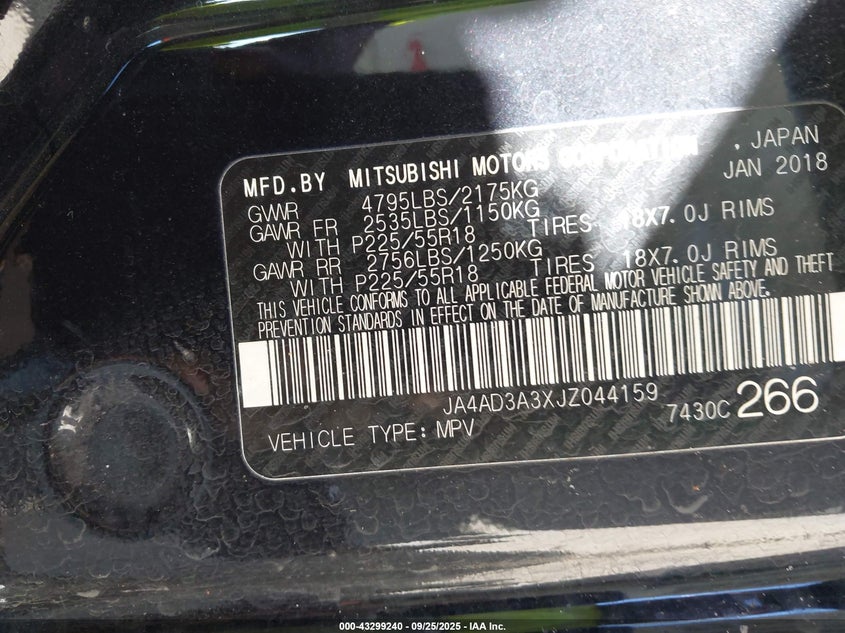 MFD.BY MITSUBISHI MOTORS CORPORATION , JAPAN
JAN 2018
GVWR 4795LBS/2175KG
GAWR FR 2535LBS/1150KG
WITH P225/55R18 TIRES 18X7.0J RIMS
GAWR RR 2756LBS/1250KG
WITH P225/55R18 TIRES 18X7.0J RIMS
THIS VEHICLE CONFORMS TO ALL APPLICABLE FEDERAL MOTOR VEHICLE SAFETY AND THEFT
PREVENTION STANDARDS IN EFFECT ON THE DATE OF MANUFACTURE SHOWN ABOVE.
JA4AD3A3XJZ044159
7430C 266
VEHICLE TYPE: MPV
000-43299240 - 09/25/2025 - IAA Inc.